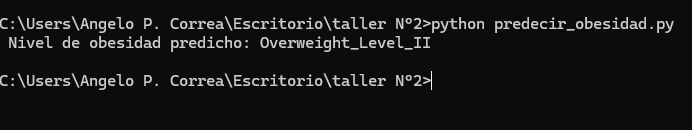 C:\Users\Angelo P. Correa\Escritorio\taller N°2>python predecir_obesidad.py
Nivel de obesidad predicho: Overweight_Level_II
C:\Users\Angelo P. Correa\Escritorio\taller N°2>